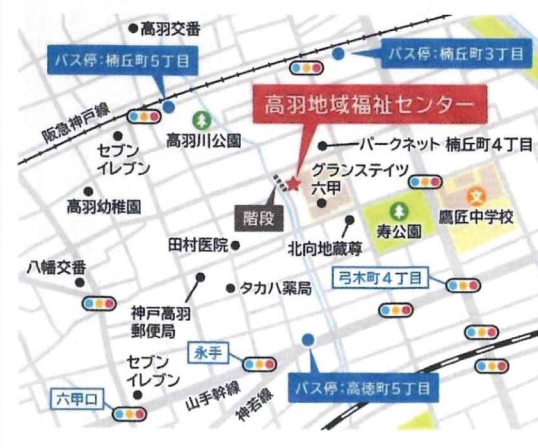 高羽交番
バス停:楠丘町5丁目
バス停:楠丘町3丁目
阪急神戸線
高羽川公園
高羽地域福祉センター
セブン
イレブン
パークネット 楠丘町4丁目
グランステイツ
六甲
高羽幼稚園
階段
鷹匠中学校
寿公園
田村医院
北向地蔵尊
八幡交番
タカハ薬局
弓木町4丁目
神戸高羽
郵便局
永手
セブン
イレブン
バス停:高徳町5丁目
六甲口
山手幹線
神若線